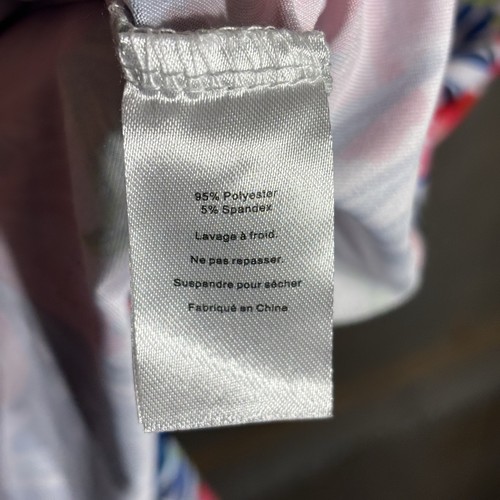 95% Polyester
5% Spandex
Lavage à froid.
Ne pas repasser.
Suspendre pour sécher
Fabriqué en Chine